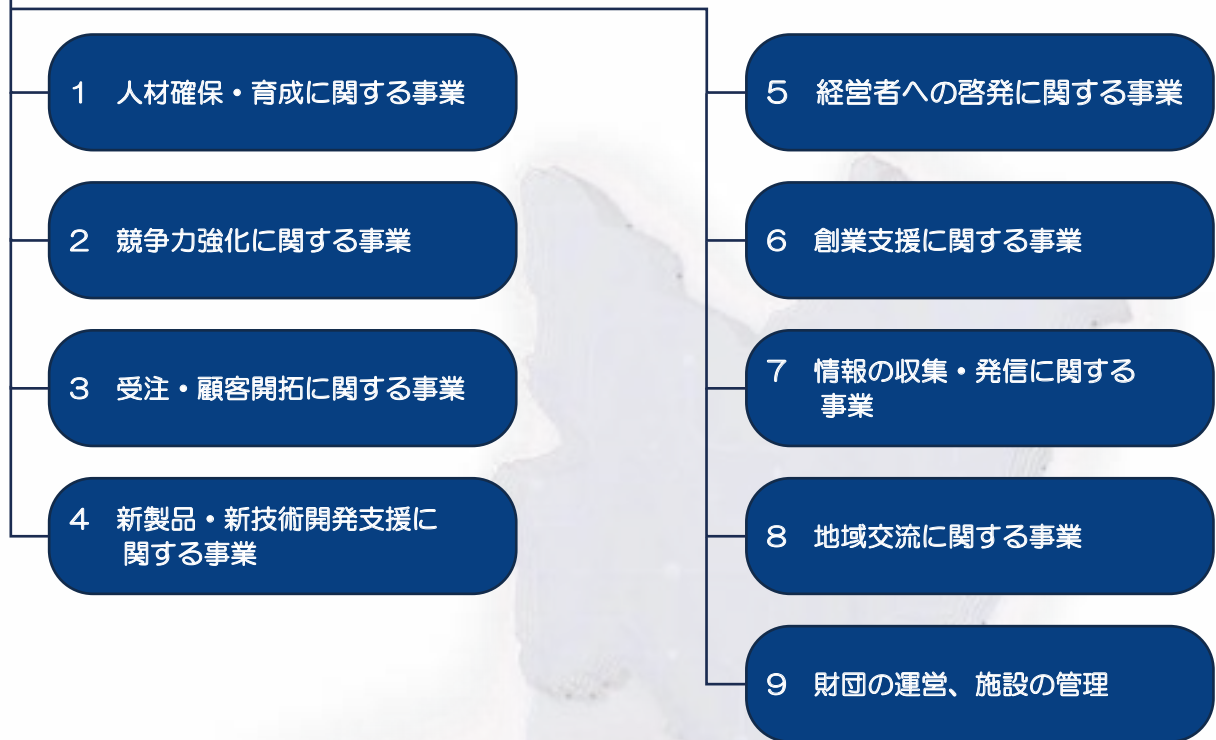 1 人材確保・育成に関する事業
2 競争力強化に関する事業
3 受注・顧客開拓に関する事業
4 新製品・新技術開発支援に
関する事業
5 経営者への啓発に関する事業
6 創業支援に関する事業
7 情報の収集・発信に関する
事業
8 地域交流に関する事業
9 財団の運営、施設の管理